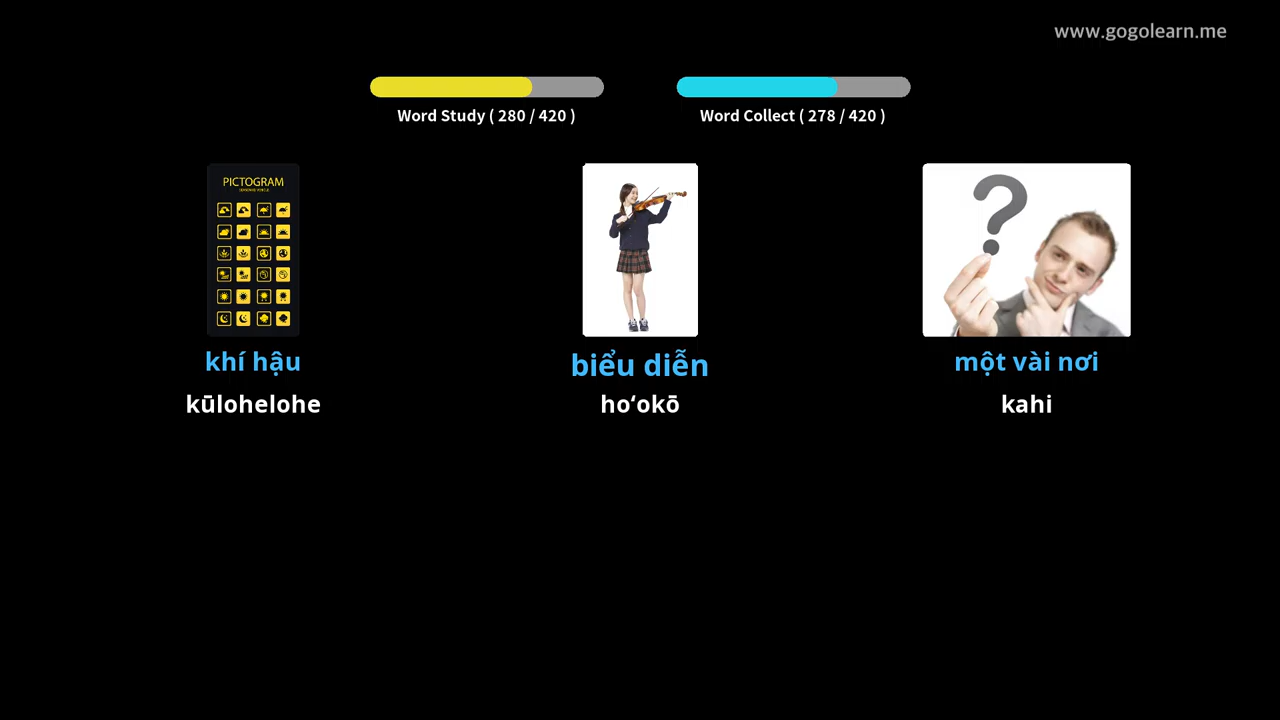 www.gogolearn.me
Word Study ( 280 / 420 )
Word Collect ( 278 / 420 )
PICTOGRAM
khí hậu
biểu diễn
một vài nơi
kūlohelohe
hoʻokō
kahi